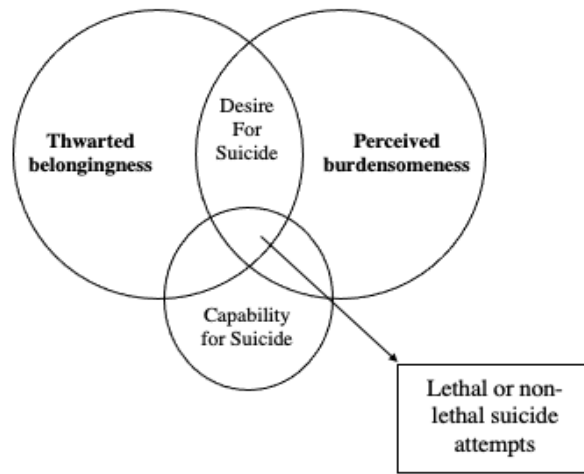 Desire
For
Suicide
Thwarted
belongingness
Perceived
burdensomeness
Capability
for Suicide
Lethal or non-
lethal suicide
attempts